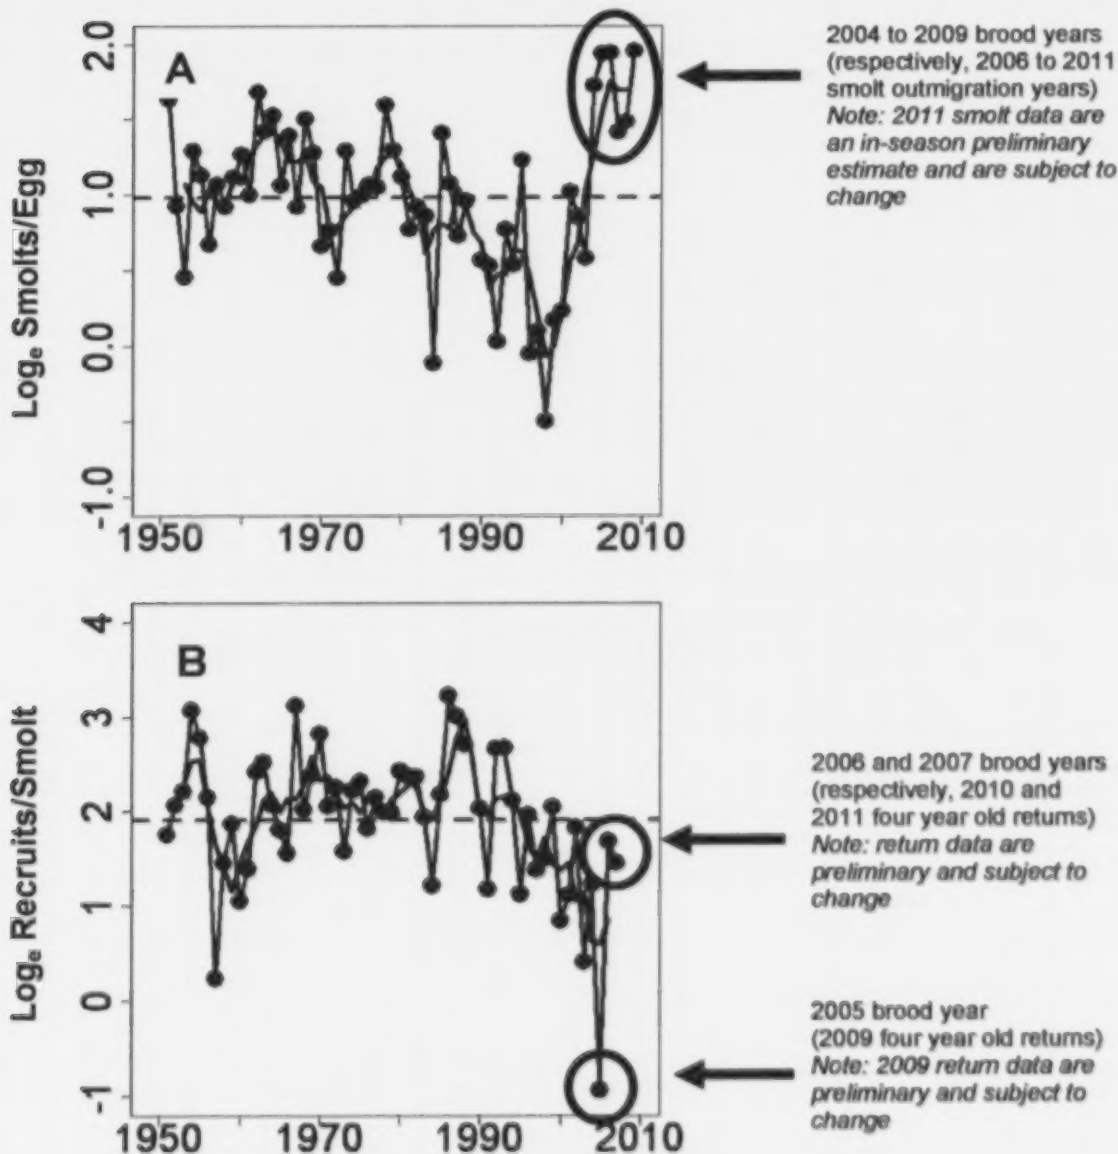 A
Logₑ Smolts/Egg
2.0
1.0
0.0
-1.0
1950
1970
1990
2010
2004 to 2009 brood years
(respectively, 2006 to 2011
smolt outmigration years)
Note: 2011 smolt data are
an in-season preliminary
estimate and are subject to
change
B
Logₑ Recruits/Smolt
4
3
2
1
0
-1
1950
1970
1990
2010
2006 and 2007 brood years
(respectively, 2010 and
2011 four year old returns)
Note: return data are
preliminary and subject to
change
2005 brood year
(2009 four year old returns)
Note: 2009 return data are
preliminary and subject to
change